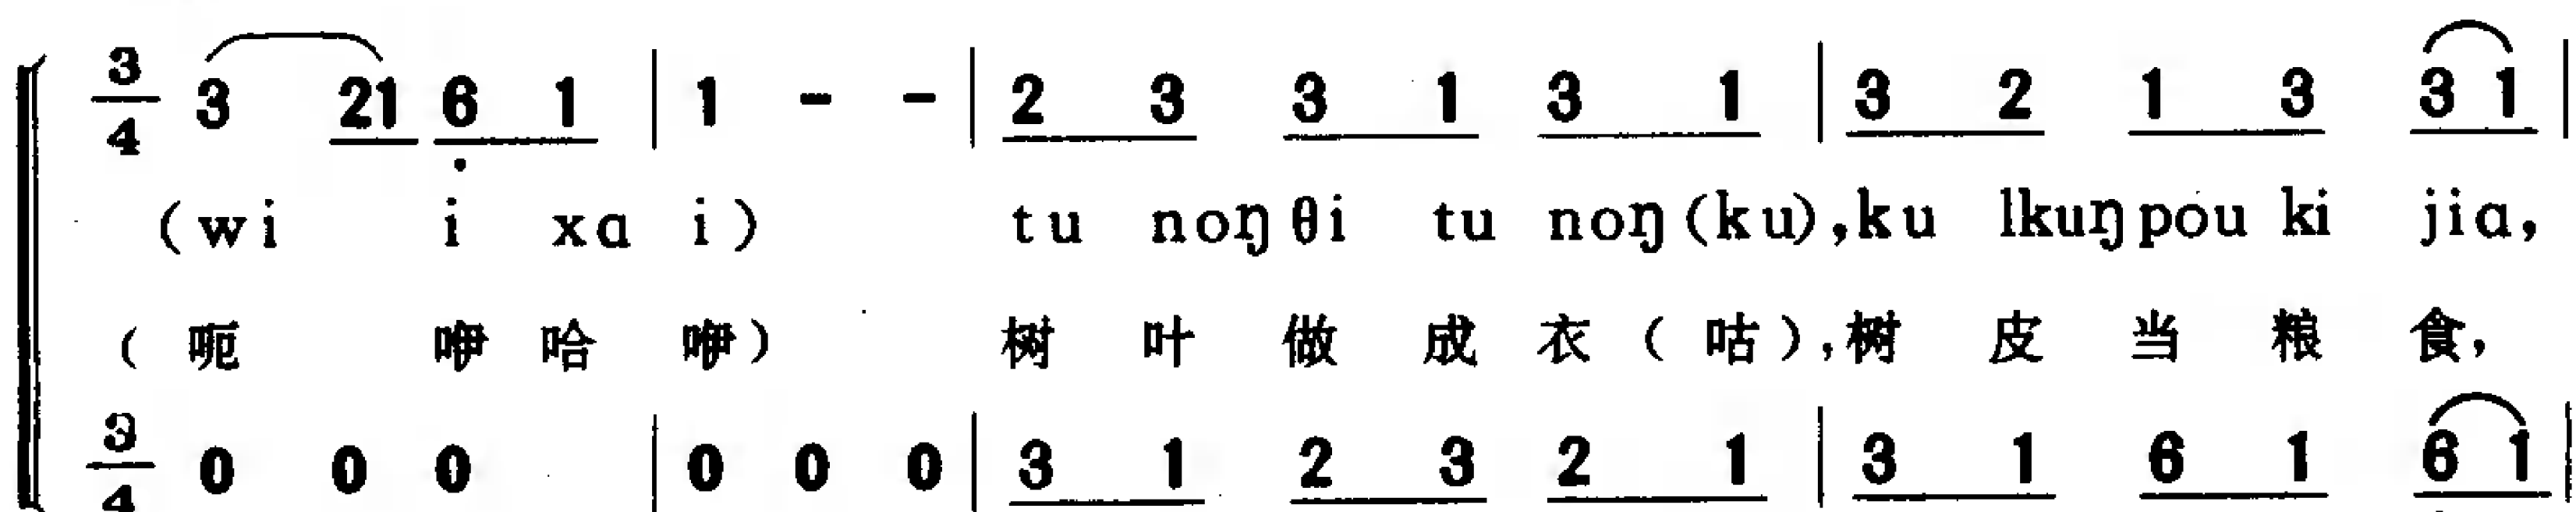 3/4 3 21 6 1 | 1 - - | 2 3 3 1 3 1 | 3 2 1 3 3 1 |
(wi i xɑ i) tu noŋ θi tu noŋ (ku), ku lkuŋ pou ki jiɑ,
( 呃 咿 哈 咿 ) 树 叶 做 成 衣 ( 咕 ), 树 皮 当 粮 食,
3/4 0 0 0 | 0 0 0 | 3 1 2 3 2 1 | 3 1 6 1 6 1 |